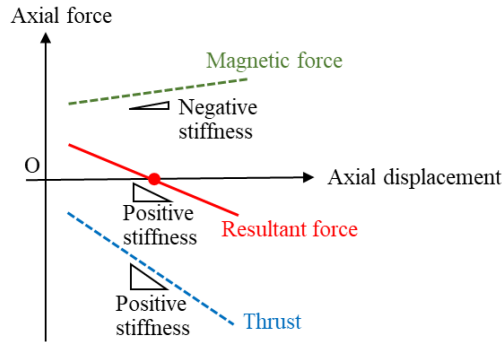 Axial force
Magnetic force
Negative
stiffness
O
Axial displacement
Positive
stiffness
Resultant force
Positive
stiffness
Thrust